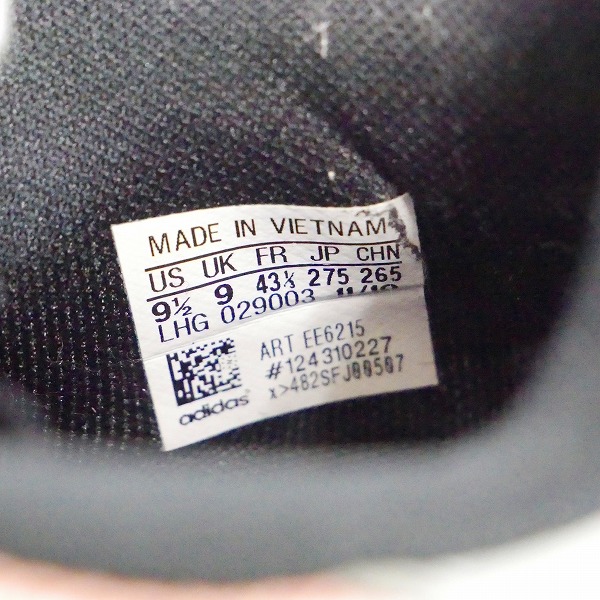 MADE IN VIETNAM
US UK FR JP CHN
9½ 9 43⅓ 275 265
LHG 029003
ART EE6215
#124310227
x>482SFJ00507
adidas